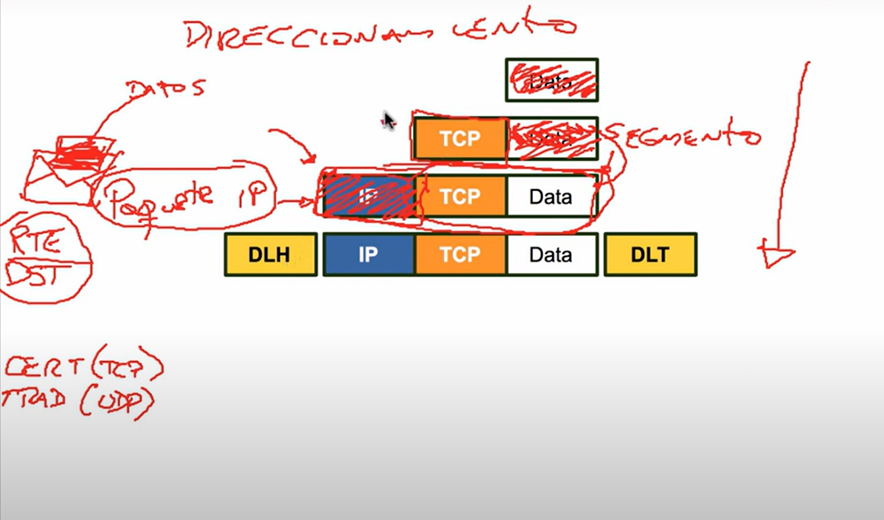 DIRECCIONAMIENTO
Data
DATOS
TCP Data SEGMENTO
Paquete IP IP TCP Data
RTE
DST
DLH IP TCP Data DLT
CERT (TCP)
TRAD (UDP)